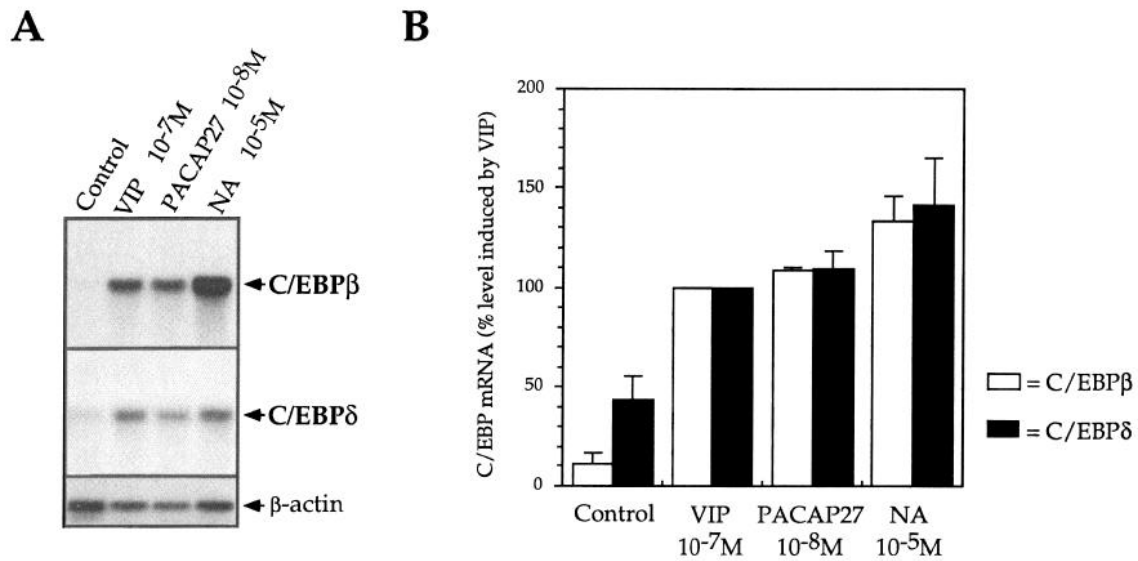 A
Control
VIP 10-7M
PACAP27 10-8M
NA 10-5M
C/EBPβ
C/EBPδ
β-actin
B
C/EBP mRNA (% level induced by VIP)
200
150
100
50
0
Control
VIP
10-7M
PACAP27
10-8M
NA
10-5M
= C/EBPβ
= C/EBPδ